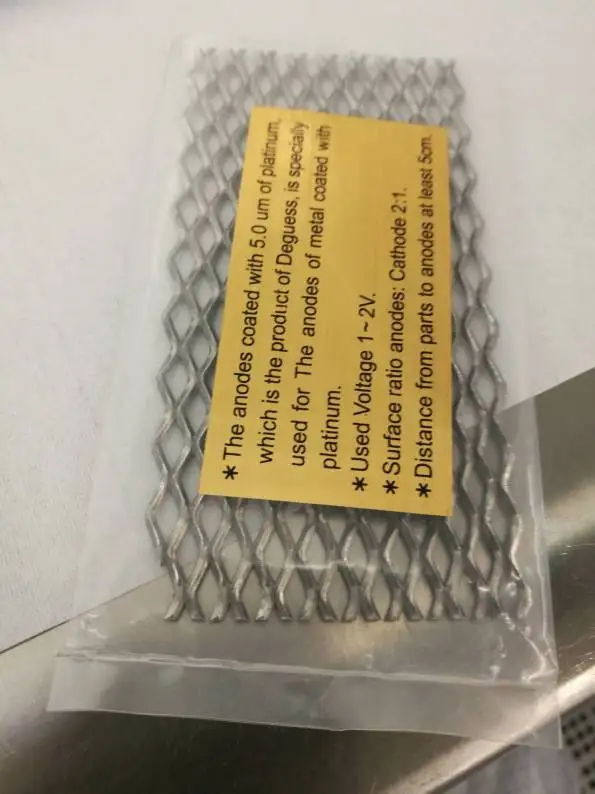 * The anodes coated with 5.0 um of platinum,
which is the product of Deguess, is specially
used for The anodes of metal coated with
platinum.
* Used Voltage 1~2V.
* Surface ratio anodes: Cathode 2:1.
* Distance from parts to anodes at least 5cm.